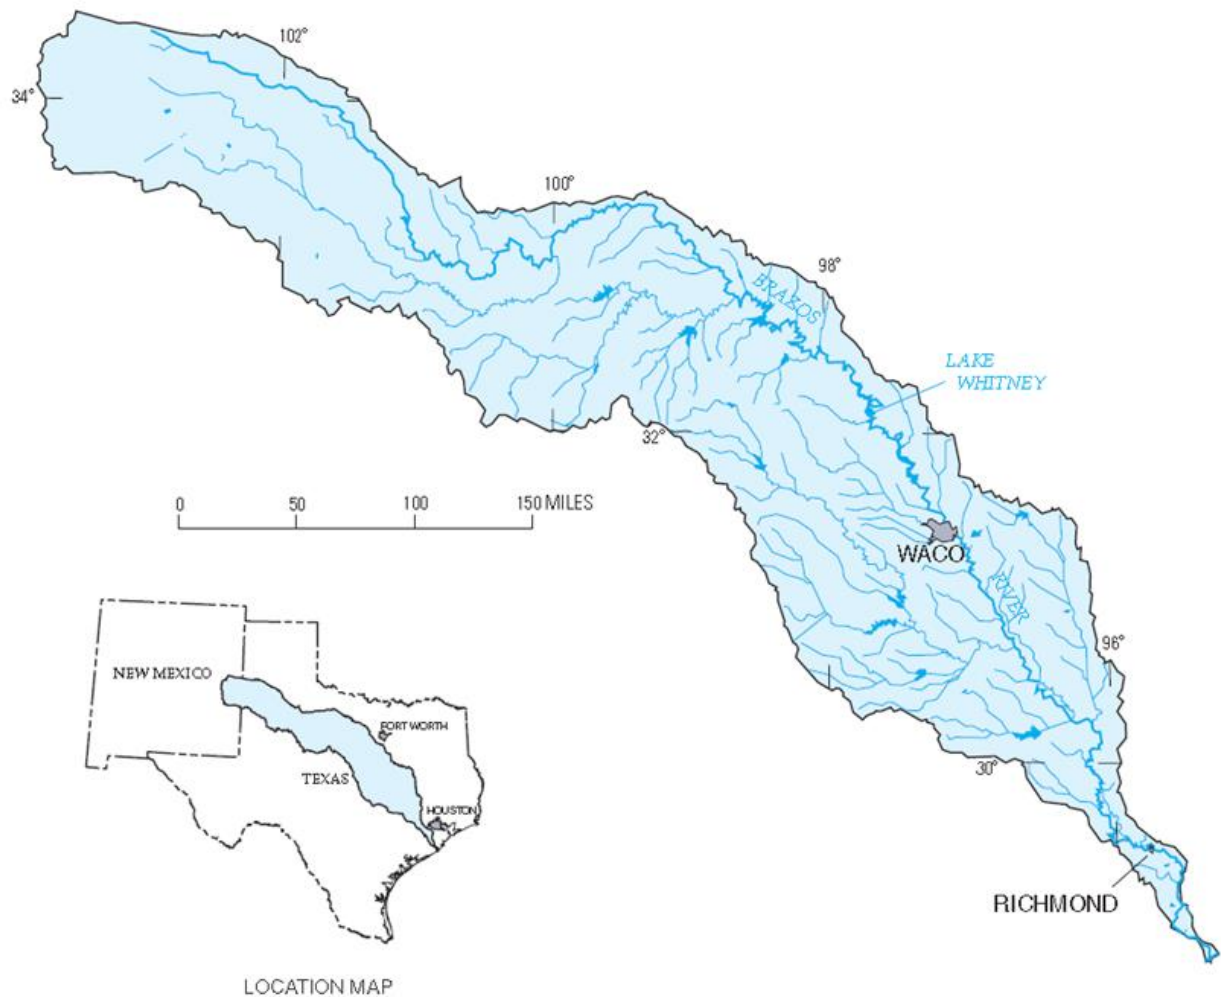 102°
34°
100°
98°
BRAZOS
LAKE
WHITNEY
32°
0 50 100 150 MILES
WACO
RIVER
96°
NEW MEXICO
FORT WORTH
TEXAS
HOUSTON
30°
RICHMOND
LOCATION MAP